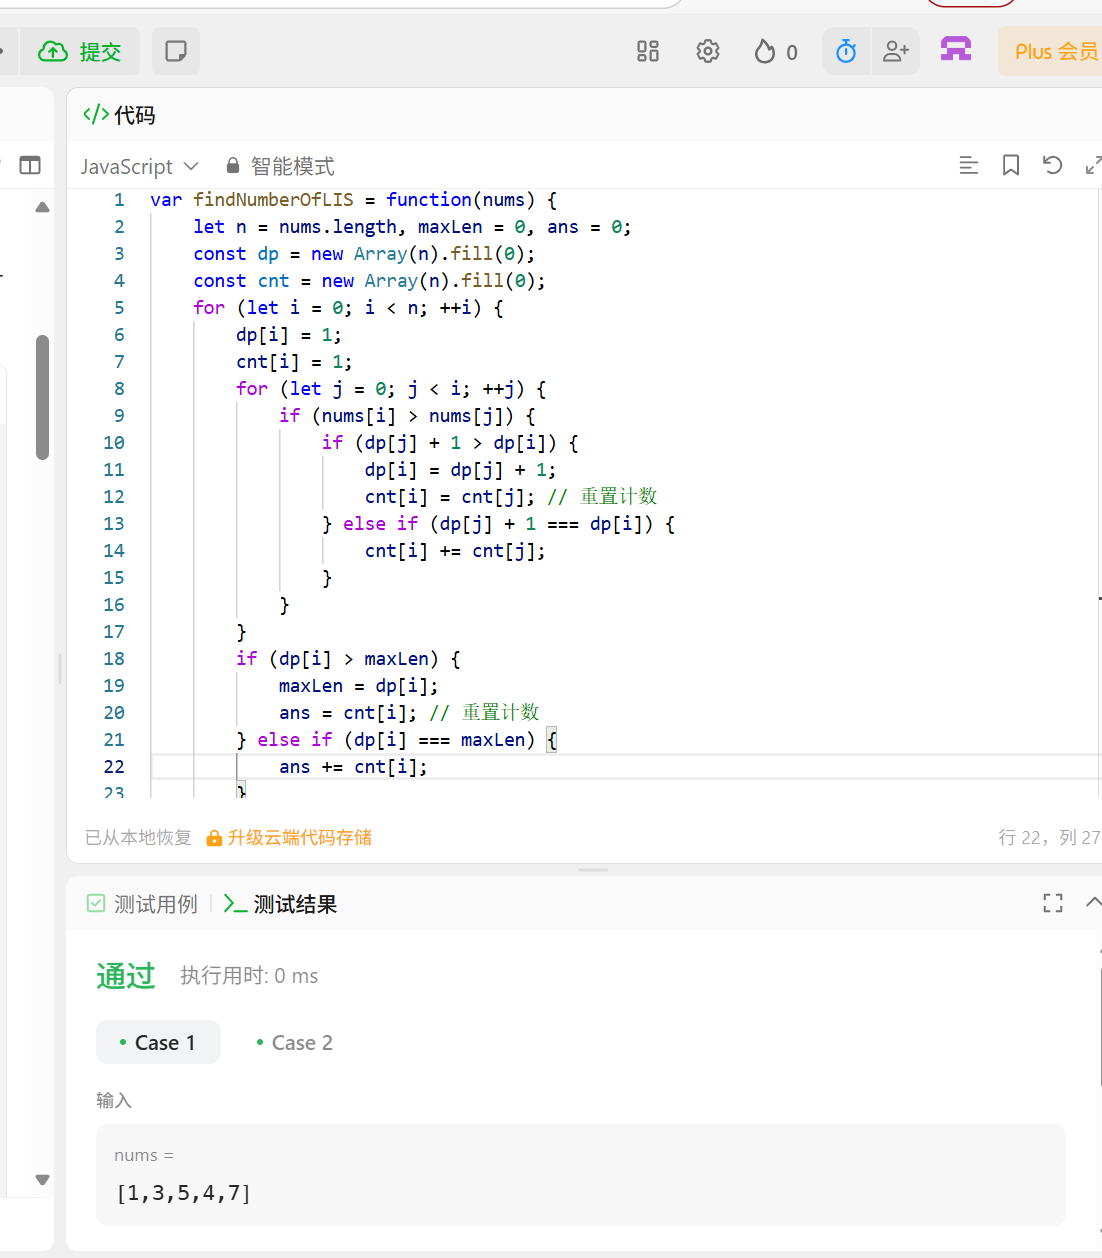 提交
0
Plus 会员
代码
JavaScript
智能模式
1 var findNumberOfLIS = function(nums) {
2     let n = nums.length, maxLen = 0, ans = 0;
3     const dp = new Array(n).fill(0);
4     const cnt = new Array(n).fill(0);
5     for (let i = 0; i < n; ++i) {
6         dp[i] = 1;
7         cnt[i] = 1;
8         for (let j = 0; j < i; ++j) {
9             if (nums[i] > nums[j]) {
10                 if (dp[j] + 1 > dp[i]) {
11                     dp[i] = dp[j] + 1;
12                     cnt[i] = cnt[j]; // 重置计数
13                 } else if (dp[j] + 1 === dp[i]) {
14                     cnt[i] += cnt[j];
15                 }
16             }
17         }
18         if (dp[i] > maxLen) {
19             maxLen = dp[i];
20             ans = cnt[i]; // 重置计数
21         } else if (dp[i] === maxLen) {
22             ans += cnt[i];
23         }
已从本地恢复 升级云端代码存储
行 22，列 27
测试用例
>_ 测试结果
通过 执行用时: 0 ms
Case 1
Case 2
输入
nums =
[1,3,5,4,7]